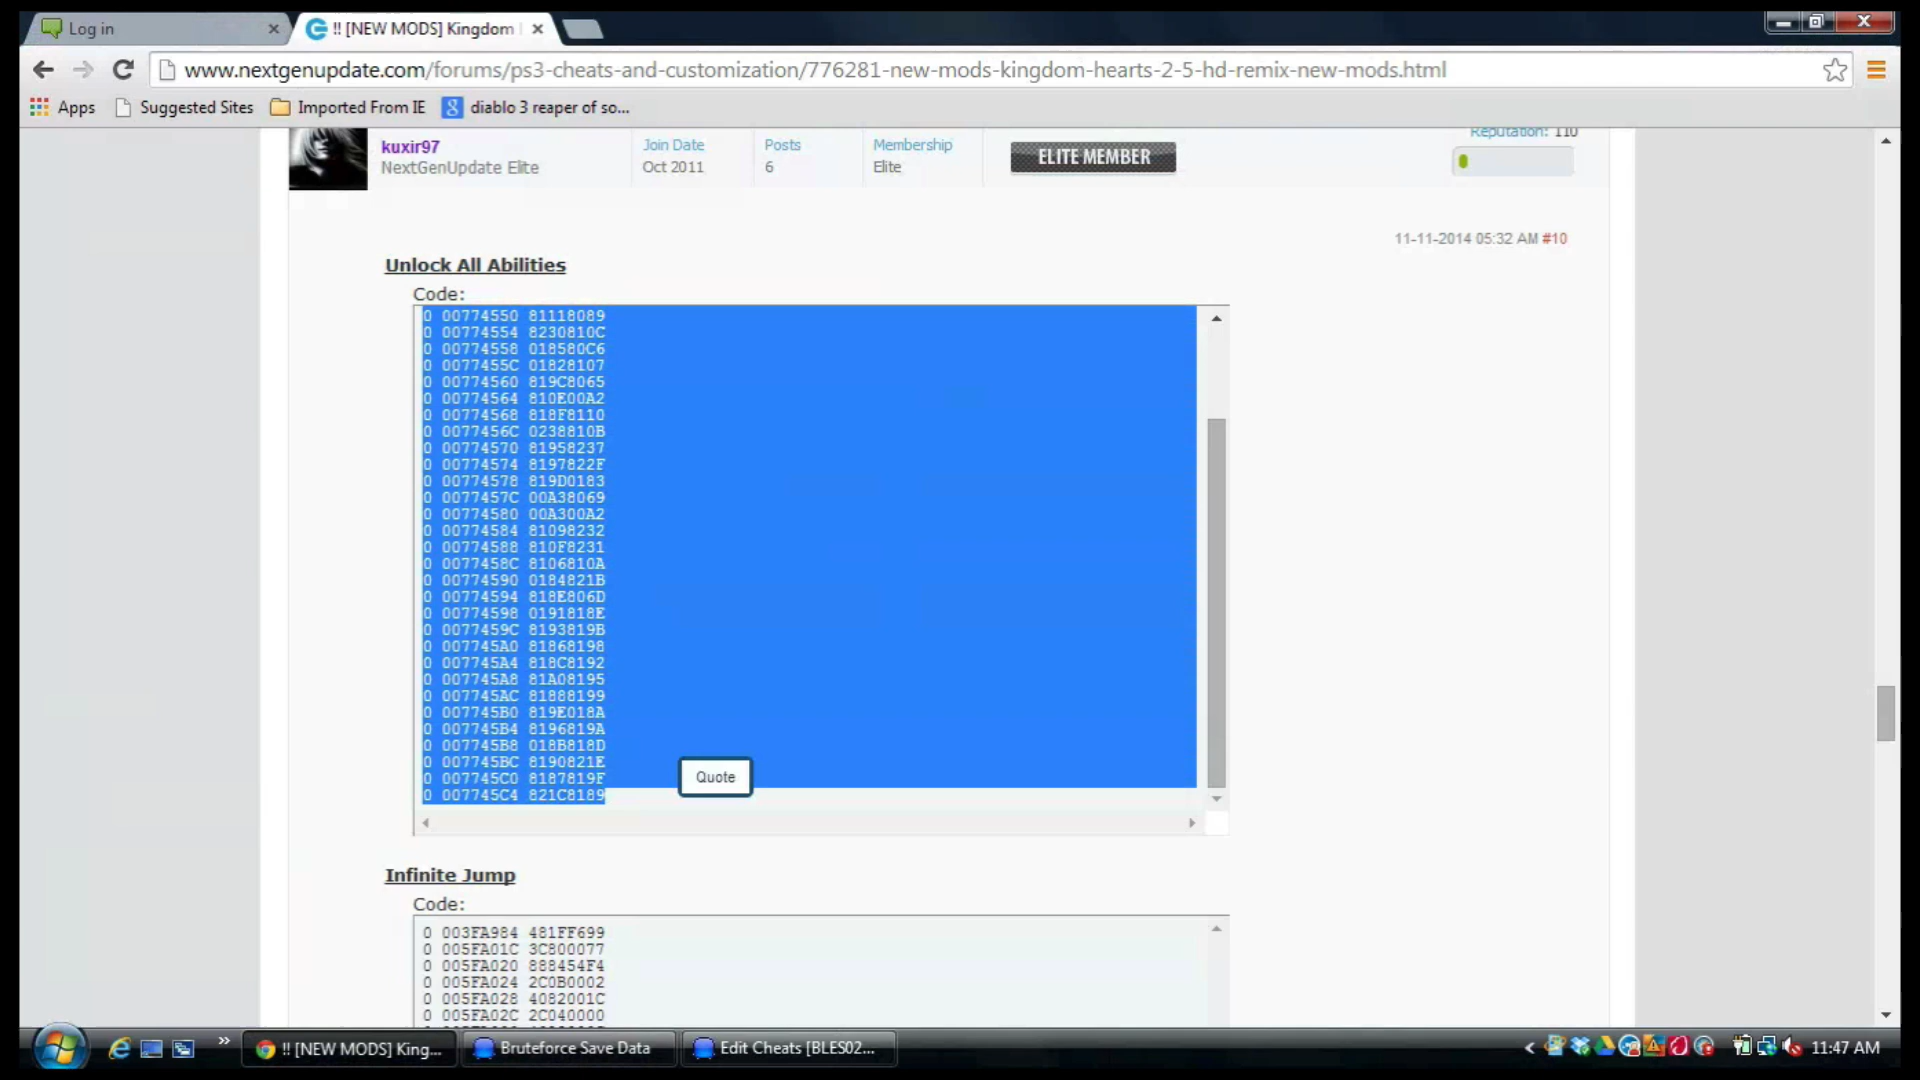 Log in
!! [NEW MODS] Kingdom
www.nextgenupdate.com/forums/ps3-cheats-and-customization/776281-new-mods-kingdom-hearts-2-5-hd-remix-new-mods.html
Apps Suggested Sites Imported From IE diablo 3 reaper of so...
kuxir97
NextGenUpdate Elite
Join Date
Oct 2011
Posts
6
Membership
Elite
ELITE MEMBER
Reputation: 110
11-11-2014 05:32 AM #10
Unlock All Abilities
Code:
0 00774550 81118089
0 00774554 8230810C
0 00774558 018580C6
0 0077455C 01828107
0 00774560 819C8065
0 00774564 810E00A2
0 00774568 818F8110
0 0077456C 0238810B
0 00774570 81958237
0 00774574 8197822F
0 00774578 819D0183
0 0077457C 00A38069
0 00774580 00A300A2
0 00774584 81098232
0 00774588 810F8231
0 0077458C 8106810A
0 00774590 0184821B
0 00774594 818E806D
0 00774598 0191818E
0 0077459C 8193819B
0 007745A0 81868198
0 007745A4 818C8192
0 007745A8 81A08195
0 007745AC 81888199
0 007745B0 819E018A
0 007745B4 8196819A
0 007745B8 018B818D
0 007745BC 8190821E
0 007745C0 8187819F
0 007745C4 821C8189
Quote
Infinite Jump
Code:
0 003FA984 481FF699
0 005FA01C 3C800077
0 005FA020 888454F4
0 005FA024 2C0B0002
0 005FA028 4082001C
0 005FA02C 2C040000
!! [NEW MODS] King...
Bruteforce Save Data
Edit Cheats [BLES02...
11:47 AM